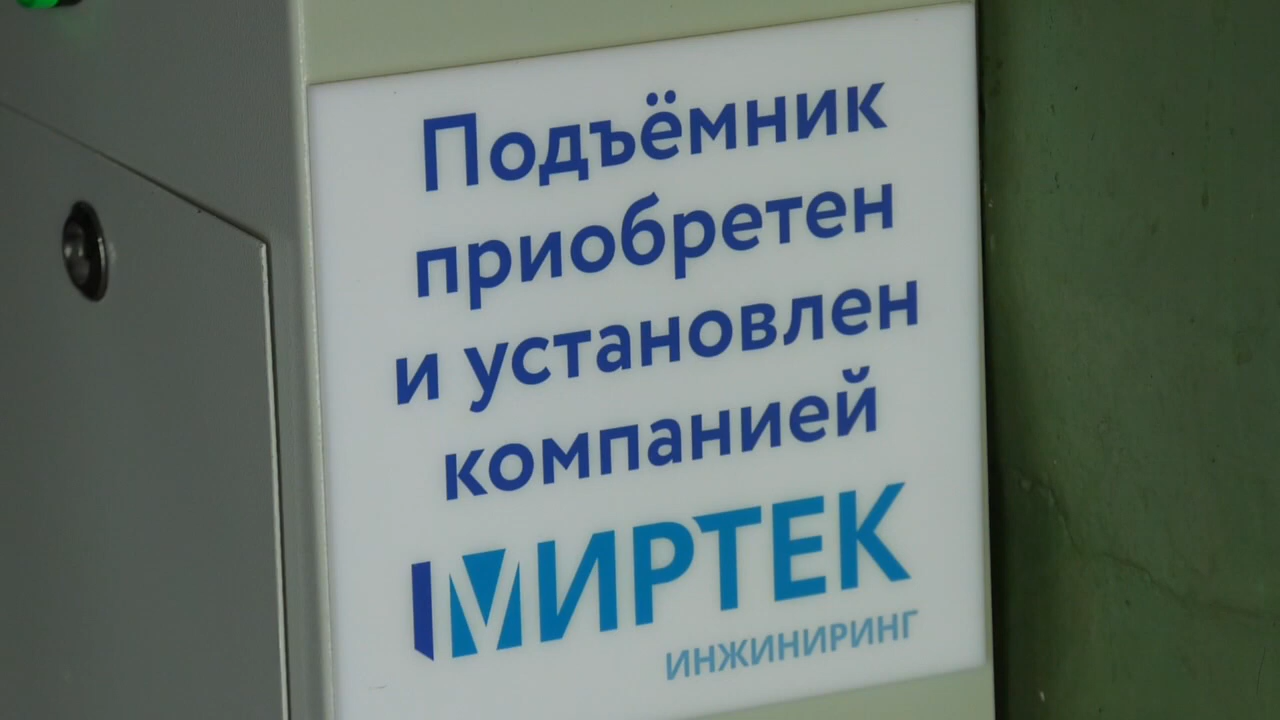 Подъёмник
приобретен
и установлен
компанией
МИРТЕК
ИНЖИНИРИНГ